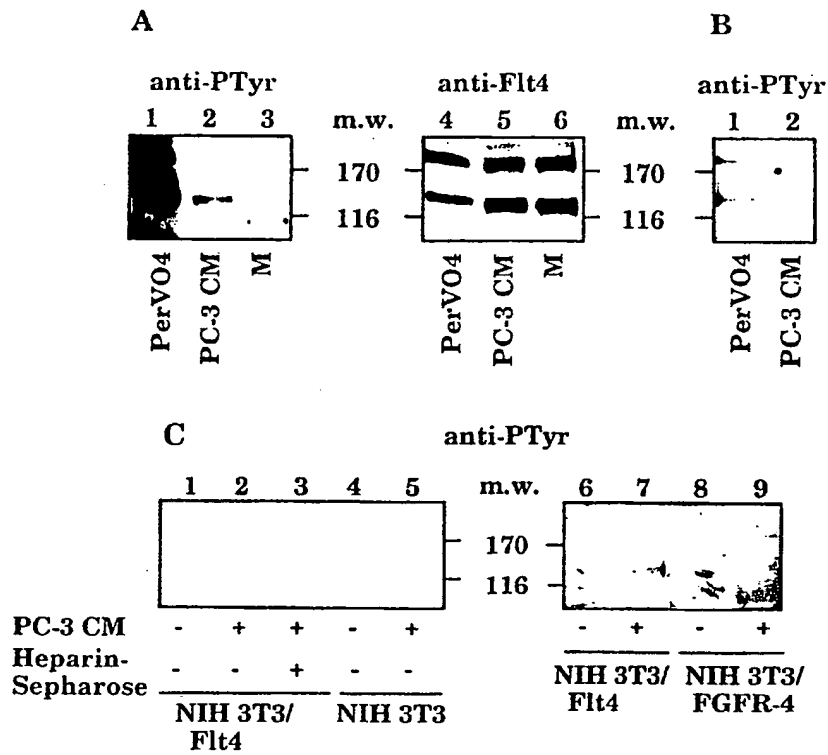 A
B
anti-PTyr
anti-Flt4
anti-PTyr
1 2 3 m.w. 4 5 6 m.w. 1 2
170 170
116 116
PerVO4
PC-3 CM
M
PerVO4
PC-3 CM
M
PerVO4
PC-3 CM
C
anti-PTyr
1 2 3 4 5 m.w. 6 7 8 9
170
116
PC-3 CM - + + - + - + - +
Heparin-
Sepharose - - + - -
NIH 3T3/
Flt4
NIH 3T3
NIH 3T3/
Flt4
NIH 3T3/
FGFR-4